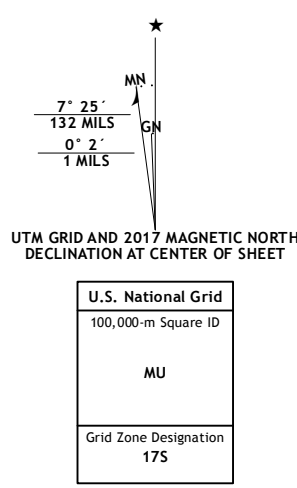 ★
MN
7° 25´
132 MILS
GN
0° 2´
1 MILS
UTM GRID AND 2017 MAGNETIC NORTH
DECLINATION AT CENTER OF SHEET
U.S. National Grid
100,000-m Square ID
MU
Grid Zone Designation
17S